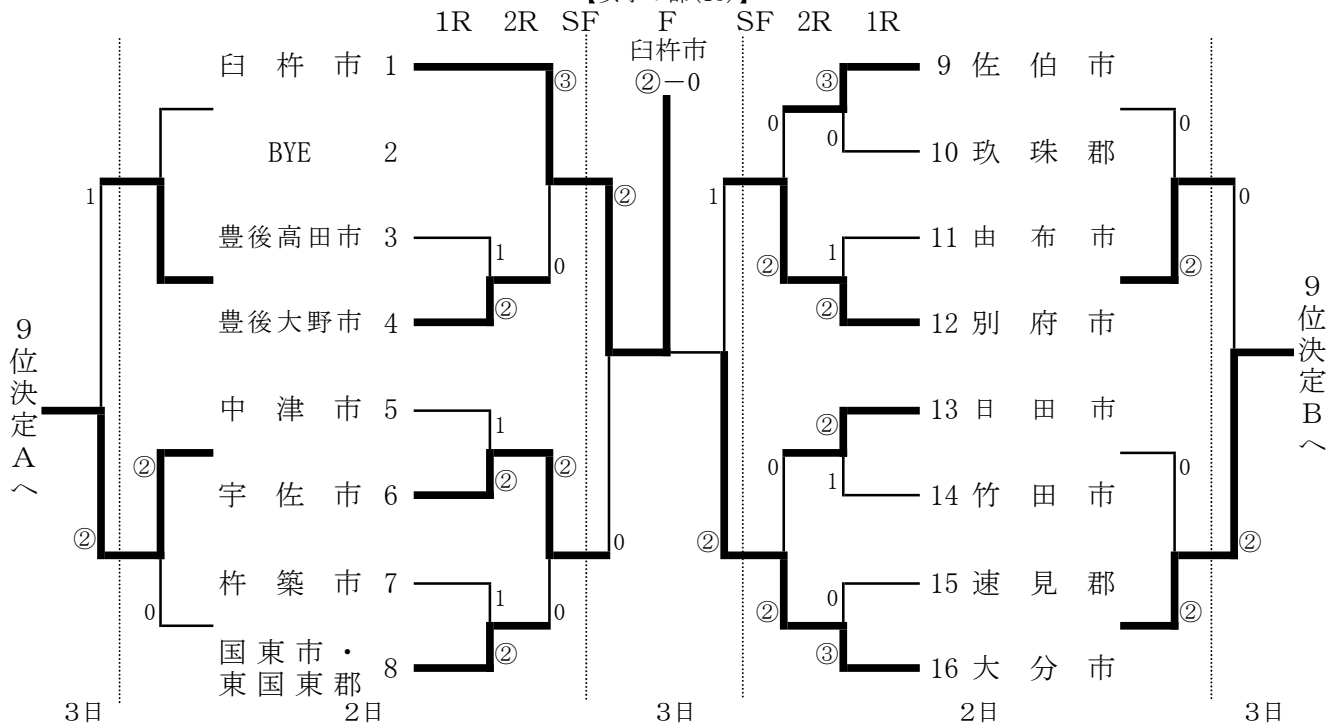 1R 2R SF F SF 2R 1R
臼杵市
②－0
臼杵市 1
BYE 2
豊後高田市 3
豊後大野市 4
中津市 5
宇佐市 6
杵築市 7
国東市・
東国東郡 8
9 佐伯市
10 玖珠郡
11 由布市
12 別府市
13 日田市
14 竹田市
15 速見郡
16 大分市
9位決定Aへ
1
②
②
0
③
1
0
②
②
1
②
②
1
0
②
0
1
②
0
②
③
0
1
②
②
1
0
③
0
②
0
②
0
②
0
②
9位決定Bへ
3日 2日 3日 2日 3日